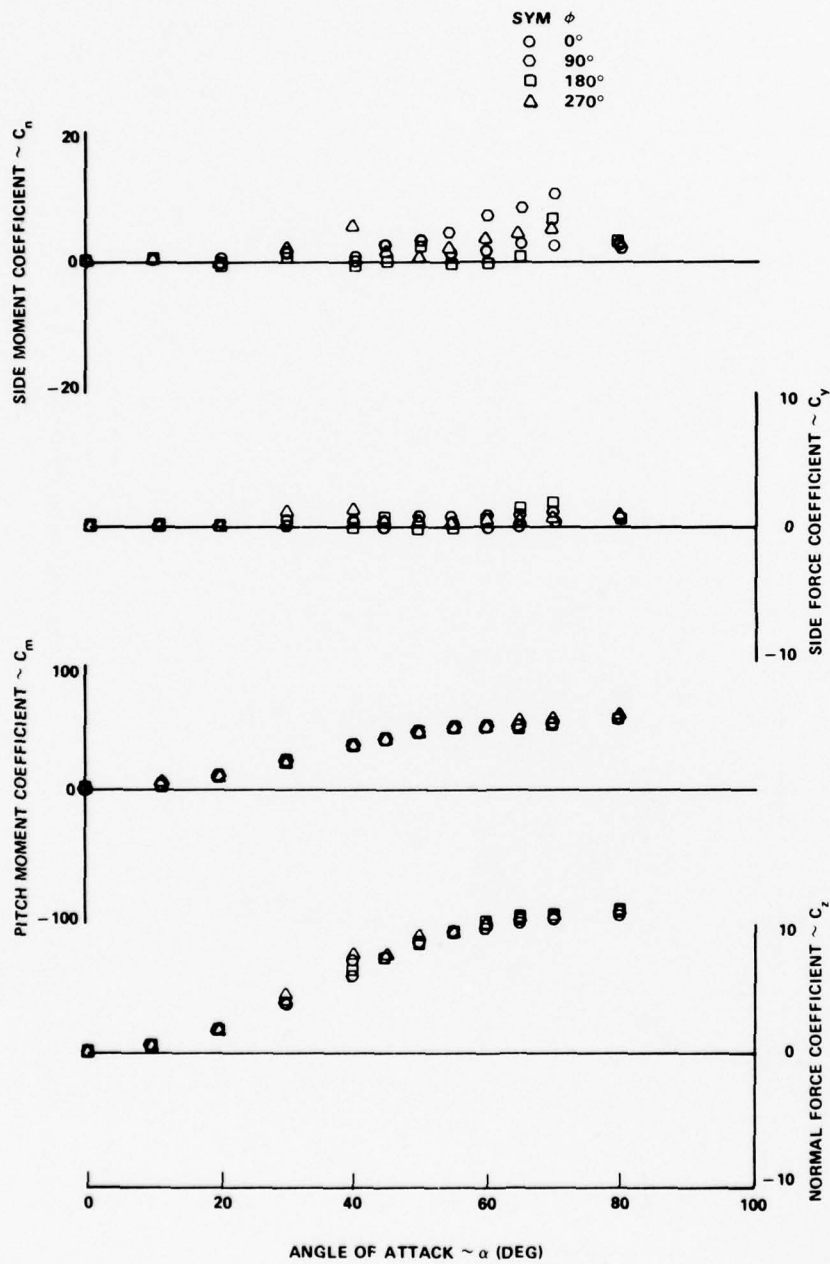 SYM φ
○ 0°
⬡ 90°
□ 180°
△ 270°
SIDE MOMENT COEFFICIENT ~ Cn
20
0
−20
SIDE FORCE COEFFICIENT ~ Cy
10
0
−10
PITCH MOMENT COEFFICIENT ~ Cm
100
0
−100
NORMAL FORCE COEFFICIENT ~ Cz
10
0
−10
0 20 40 60 80 100
ANGLE OF ATTACK ~ α (DEG)